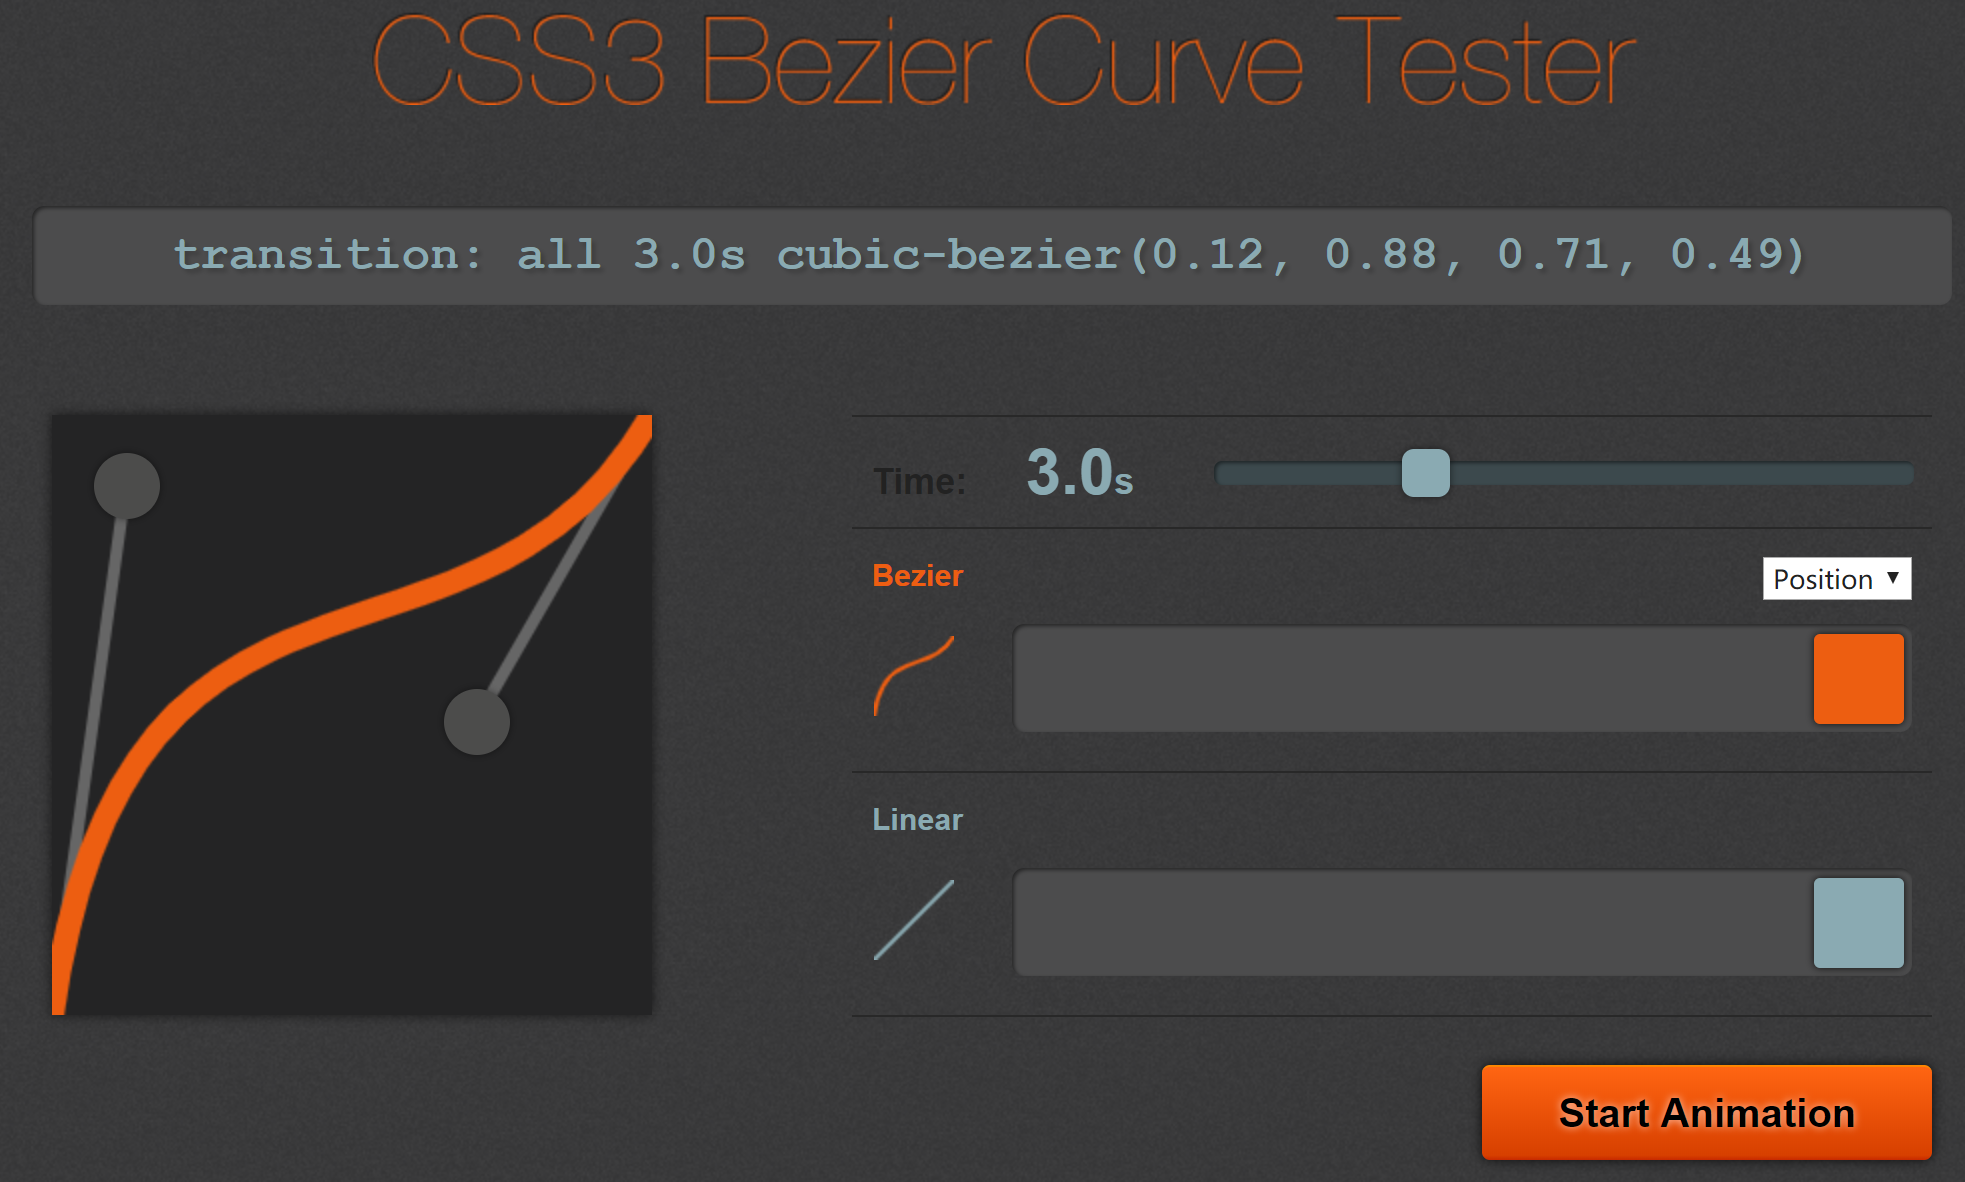 CSS3 Bezier Curve Tester
transition: all 3.0s cubic-bezier(0.12, 0.88, 0.71, 0.49)
Time: 3.0s
Bezier
Position
Linear
Start Animation